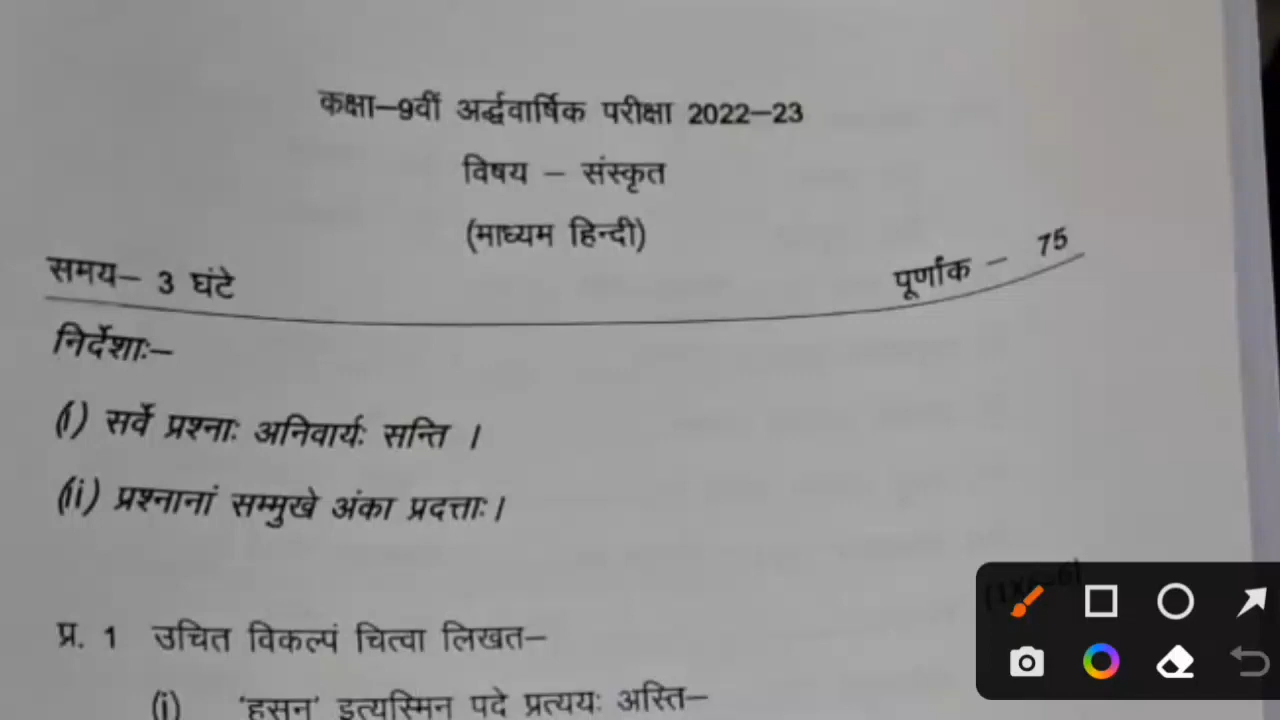 कक्षा–9वीं अर्द्धवार्षिक परीक्षा 2022–23
विषय – संस्कृत
(माध्यम हिन्दी)
समय– 3 घंटे पूर्णांक – 75
निर्देशाः–
(i) सर्वे प्रश्नाः अनिवार्यः सन्ति ।
(ii) प्रश्नानां सम्मुखे अंका प्रदत्ताः।
प्र. 1 उचित विकल्पं चित्वा लिखत–
(i) 'हसन' इत्यस्मिन पदे प्रत्ययः अस्ति–